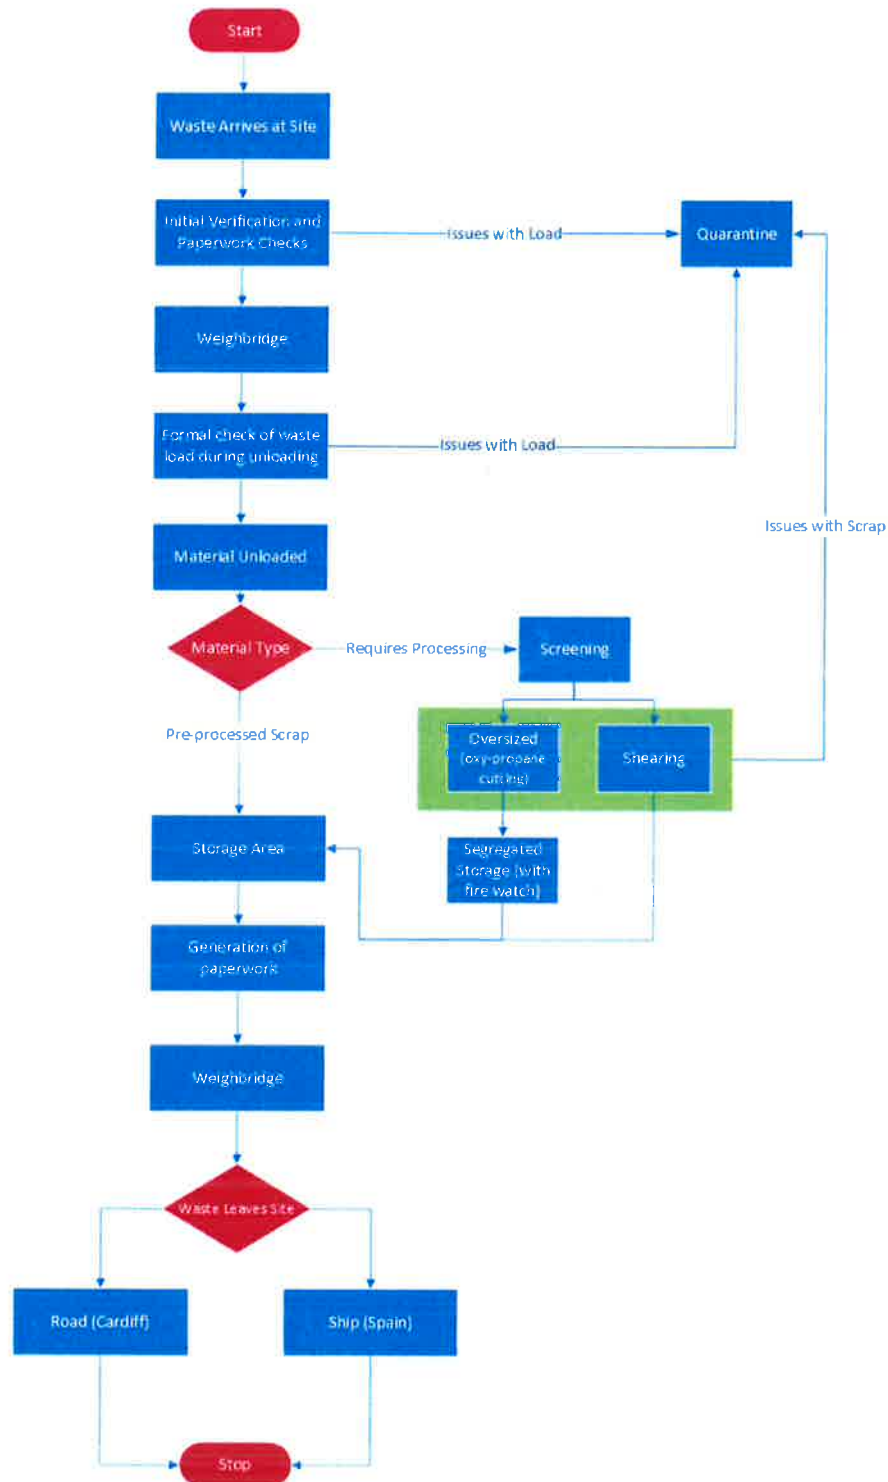 Start
Waste Arrives at Site
Initial Verification and
Paperwork Checks
Issues with Load
Quarantine
Weighbridge
Formal check of waste
load during unloading
Issues with Load
Issues with Scrap
Material Unloaded
Material Type
Requires Processing
Screening
Pre-processed Scrap
Oversized
(oxy-propane
cutting)
Shearing
Storage Area
Segregated
Storage (with
fire watch)
Generation of
paperwork
Weighbridge
Waste Leaves Site
Road (Cardiff)
Ship (Spain)
Stop